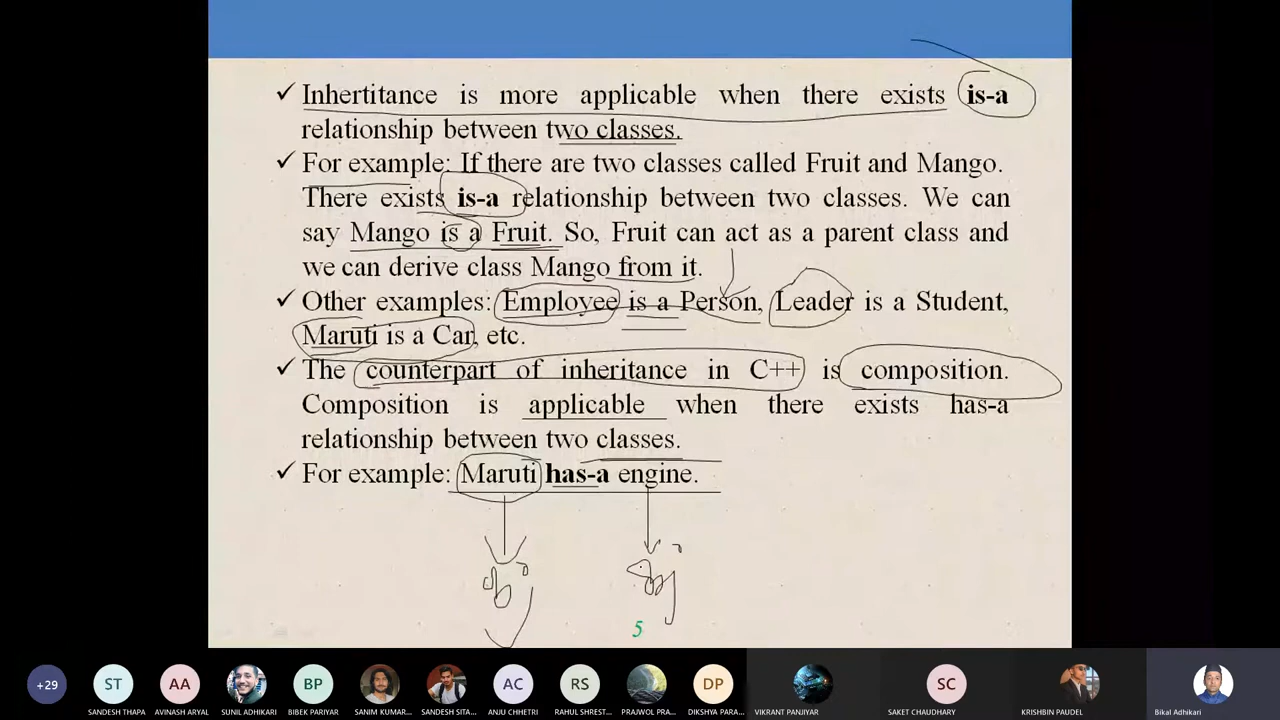 ✓ Inhertitance is more applicable when there exists is-a
relationship between two classes.
✓ For example: If there are two classes called Fruit and Mango.
There exists is-a relationship between two classes. We can
say Mango is a Fruit. So, Fruit can act as a parent class and
we can derive class Mango from it.
✓ Other examples: Employee is a Person, Leader is a Student,
Maruti is a Car, etc.
✓ The counterpart of inheritance in C++ is composition.
Composition is applicable when there exists has-a
relationship between two classes.
✓ For example: Maruti has-a engine.
5
+29 ST AA BP AC RS DP SC
SANDESH THAPA AVINASH ARYAL SUNIL ADHIKARI BIBEK PARIYAR SANIM KUMAR... SANDESH SITA... ANJU CHHETRI RAHUL SHREST... PRAJWOL PRA... DIKSHYA PARA... VIKRANT PANJIYAR SAKET CHAUDHARY KRISHBIN PAUDEL Bikal Adhikari